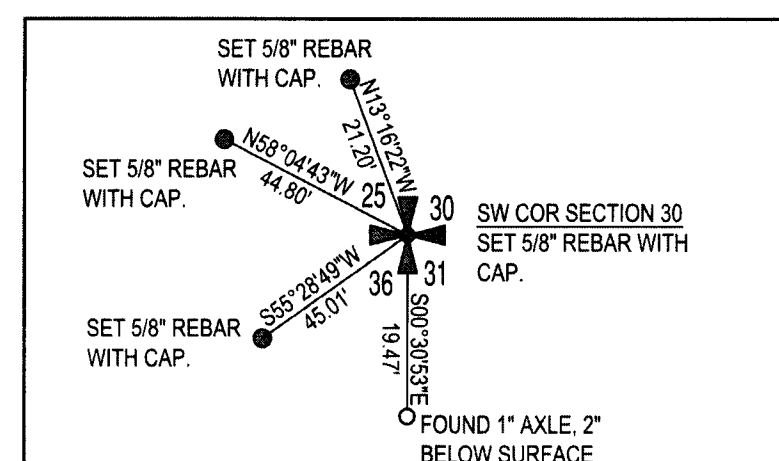 SET 5/8" REBAR
WITH CAP.
N13°16'22"W
21.20'
N58°04'43"W
44.80'
SET 5/8" REBAR
WITH CAP.
25
30
SW COR SECTION 30
SET 5/8" REBAR WITH
CAP.
36
31
S55°28'49"W
45.01'
SET 5/8" REBAR
WITH CAP.
S00°30'53"E
19.47'
FOUND 1" AXLE, 2"
BELOW SURFACE